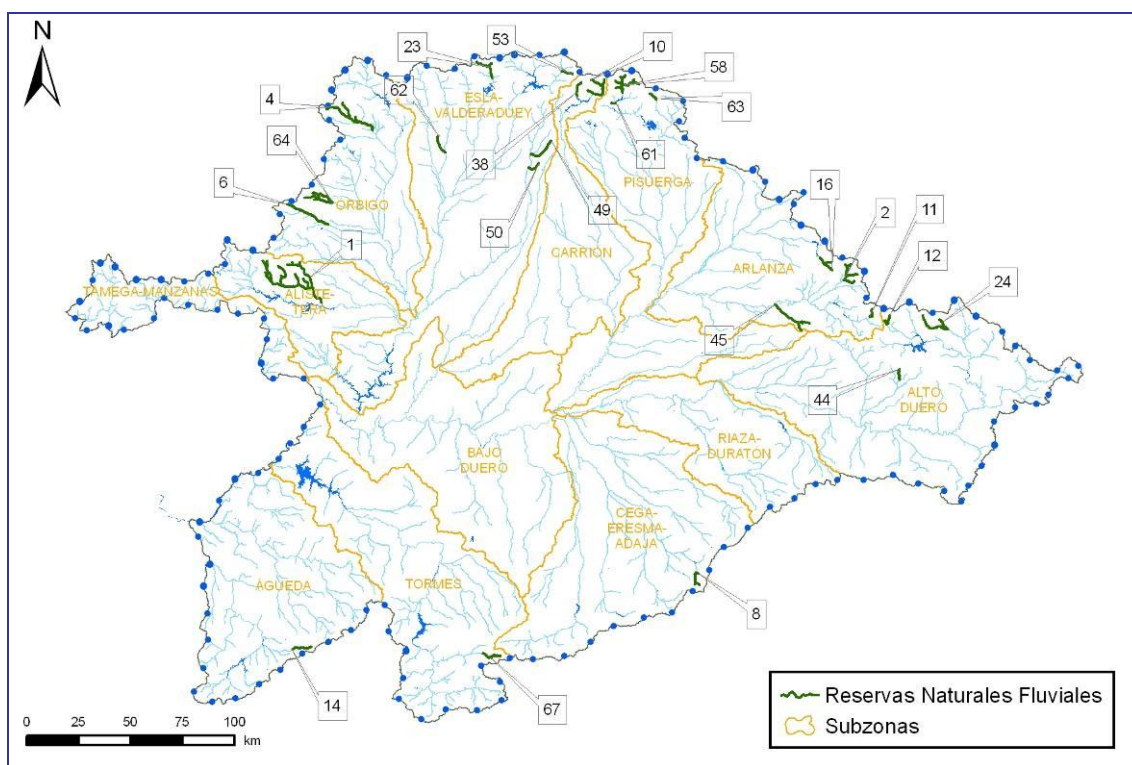 N
23
53
10
58
62
ESLA-
VALDERADUEY
63
4
64
38
61
PISUERGA
6
ORBIGO
50
49
16
2
11
12
24
1
CARRION
ARLANZA
TAMEGA-MANZANAS
ALISTE-
TERA
45
44
ALTO
DUERO
BAJO
DUERO
RIAZA-
DURATON
CEGA-
ERESMA-
ADAJA
AGUEDA
TORMES
8
14
67
Reservas Naturales Fluviales
Subzonas
0 25 50 75 100
km